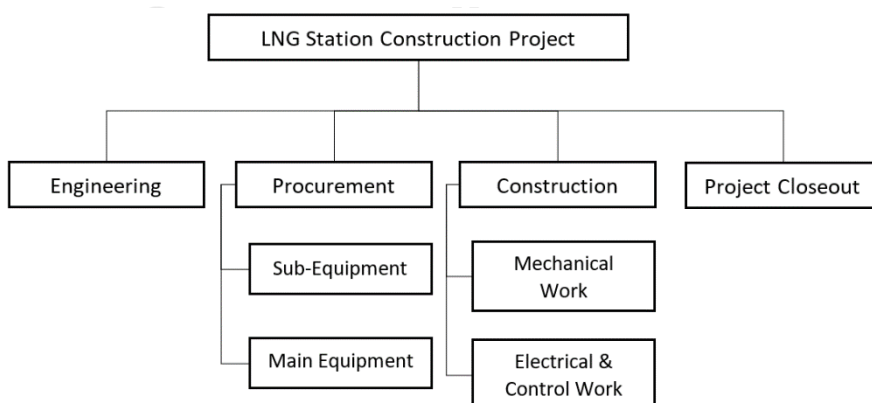 LNG Station Construction Project
Engineering
Procurement
Construction
Project Closeout
Sub-Equipment
Mechanical
Work
Main Equipment
Electrical &
Control Work